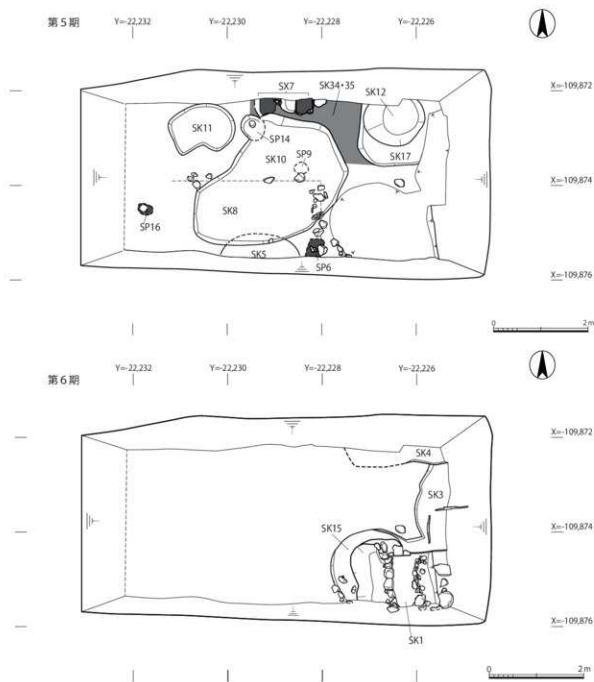 第5期
Y=-22,232 Y=-22,230 Y=-22,228 Y=-22,226
X=-109,872
SX7
SK34・35
SK12
SK11
SP14
SK10
SP9
SK17
X=-109,874
SK8
SP16
SK5
SP6
X=-109,876
0 2m
第6期
Y=-22,232 Y=-22,230 Y=-22,228 Y=-22,226
X=-109,872
SK4
SK3
SK15
X=-109,874
X=-109,876
SK1
0 2m